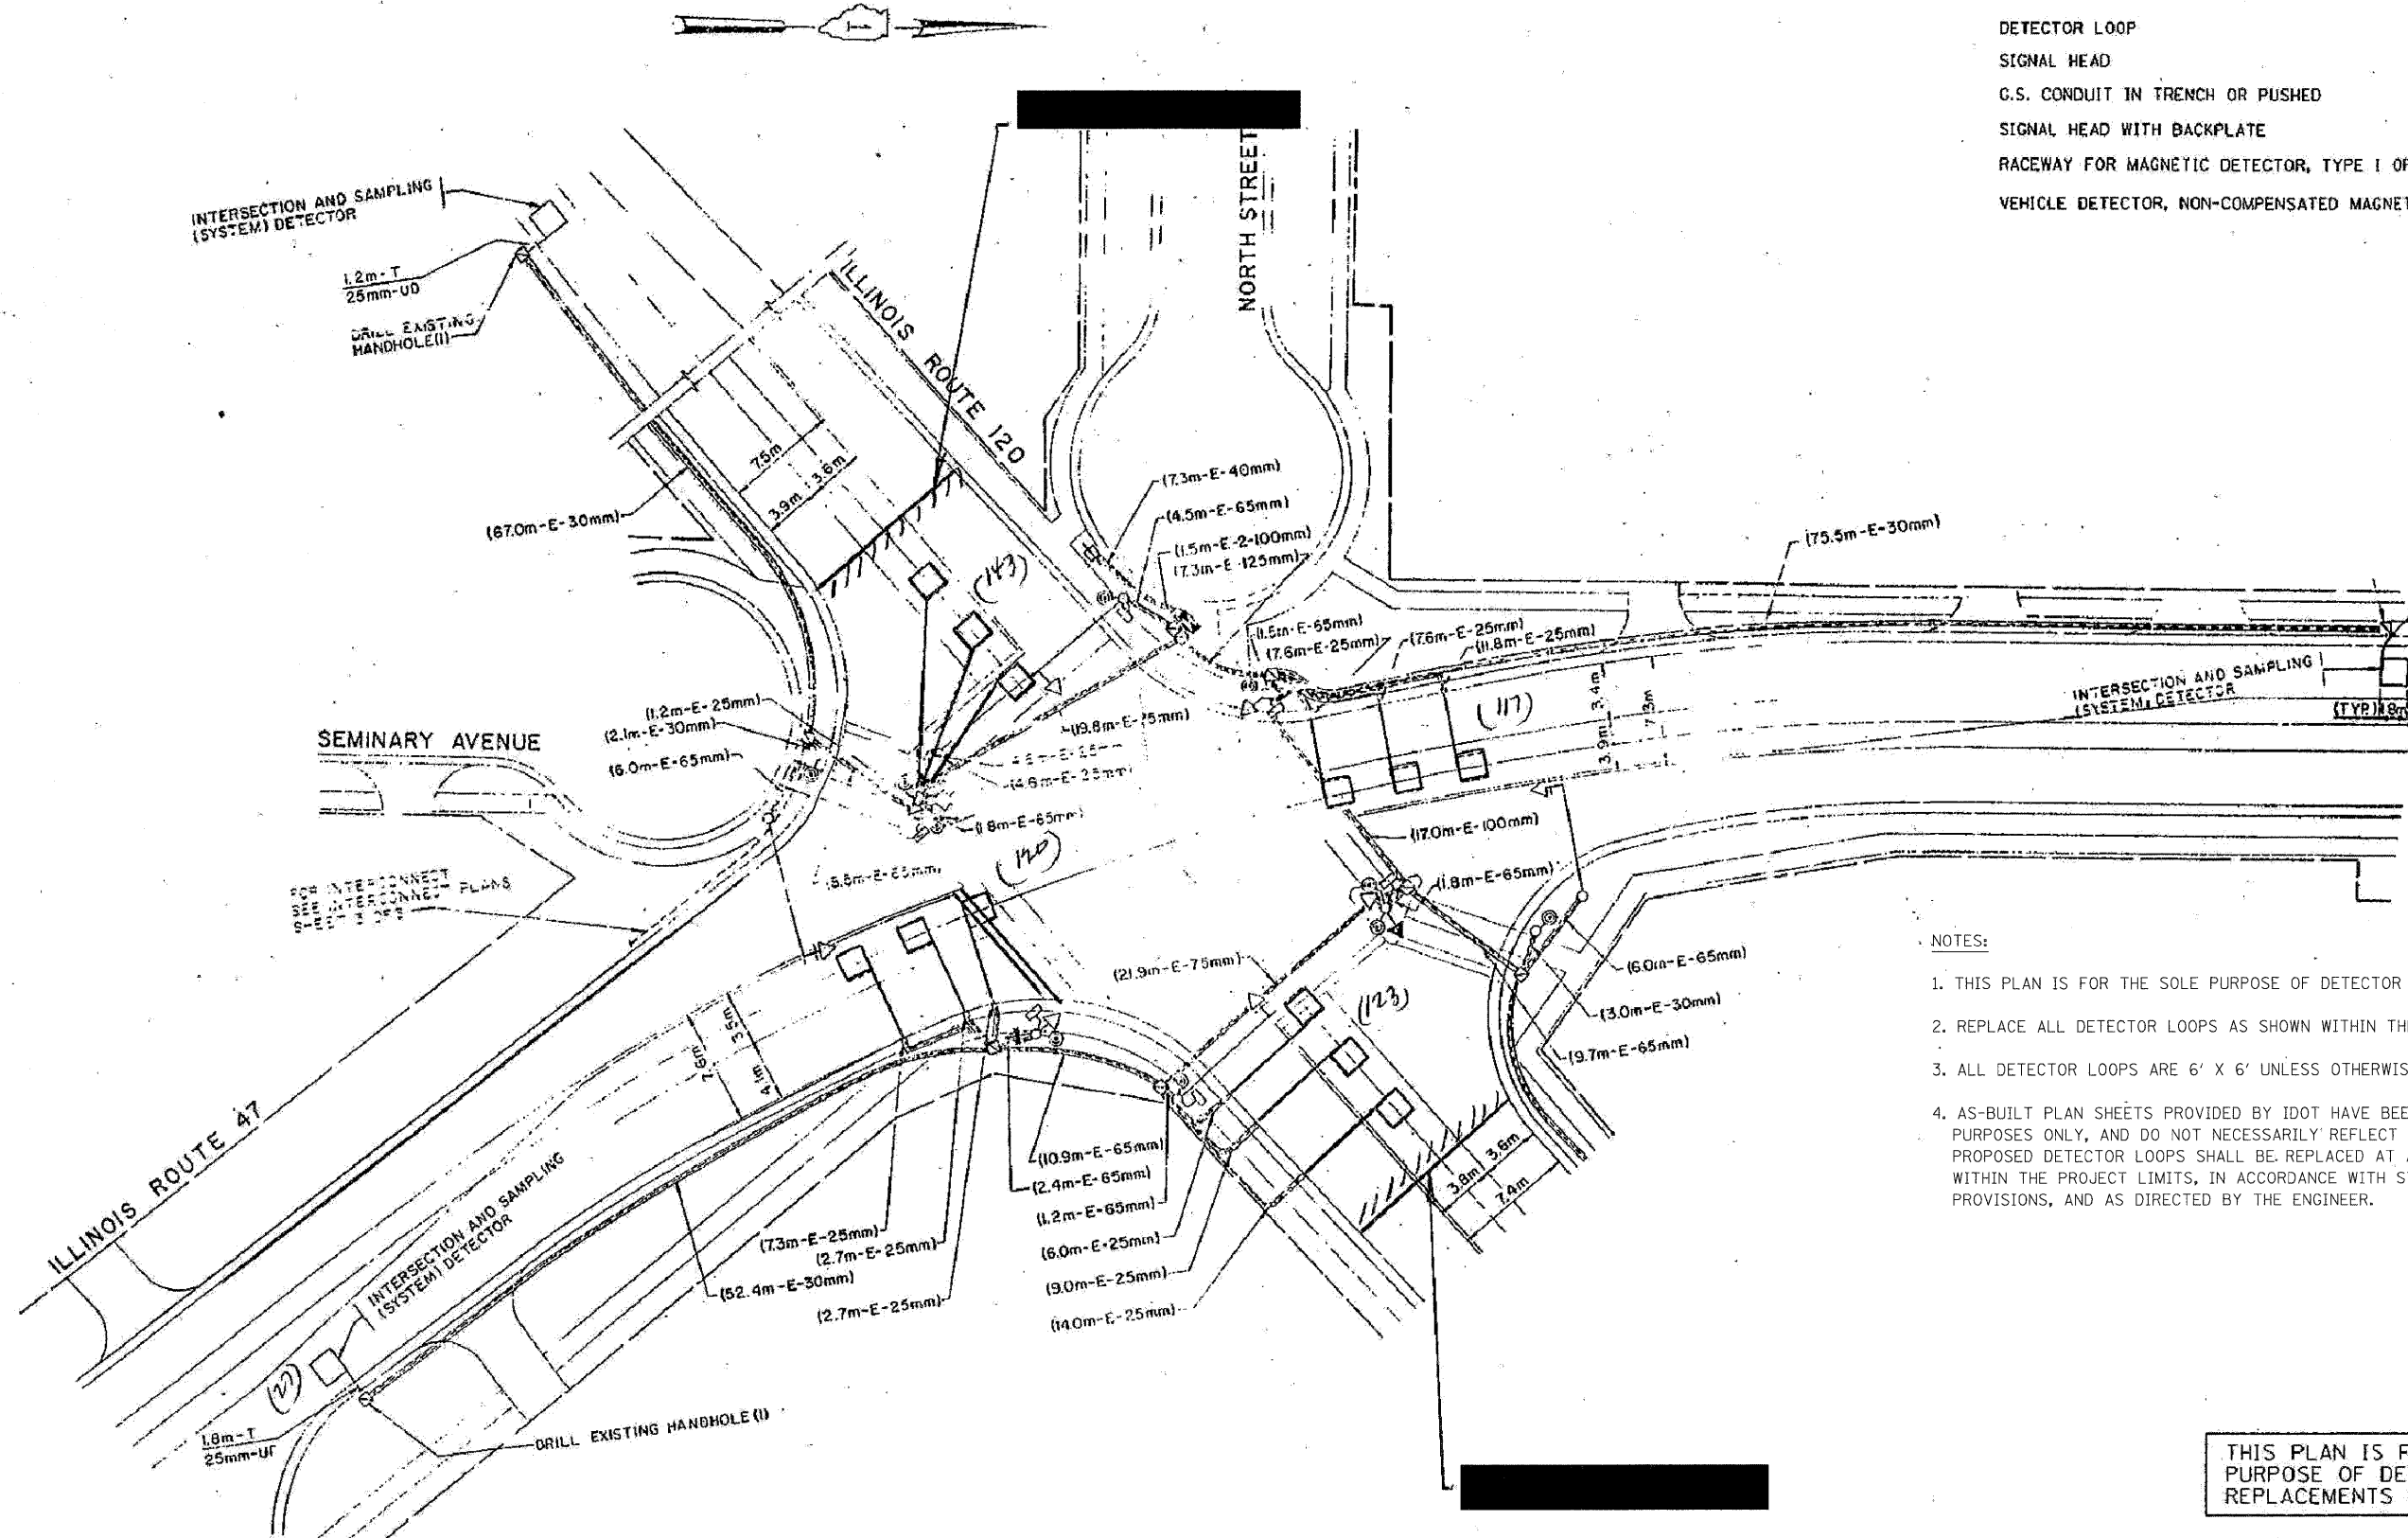 DETECTOR LOOP
SIGNAL HEAD
G.S. CONDUIT IN TRENCH OR PUSHED
SIGNAL HEAD WITH BACKPLATE
RACEWAY FOR MAGNETIC DETECTOR, TYPE I OF
VEHICLE DETECTOR, NON-COMPENSATED MAGNET
INTERSECTION AND SAMPLING
(SYSTEM) DETECTOR
1.2m-T
25mm-UD
DRILL EXISTING
HANDHOLE(1)
ILLINOIS ROUTE 120
NORTH STREET
7.5m
3.9m 3.6m
(67.0m-E-30mm)
(7.3m-E-40mm)
(4.5m-E-65mm)
(1.5m-E-2-100mm)
(7.3m-E-125mm)
(143)
(75.5m-E-30mm)
(1.5m-E-65mm)
(7.6m-E-25mm)
(7.6m-E-25mm)
(11.8m-E-25mm)
(117)
3.9m 3.4m
7.3m
INTERSECTION AND SAMPLING
(SYSTEM) DETECTOR
(TYP.)
SEMINARY AVENUE
(1.2m-E-25mm)
(2.1m-E-30mm)
(6.0m-E-65mm)
(19.8m-E-75mm)
(4.6m-E-25mm)
(1.8m-E-65mm)
(140)
(17.0m-E-100mm)
(1.8m-E-65mm)
FOR INTERCONNECT
SEE INTERCONNECT PLANS
(21.9m-E-75mm)
(123)
(6.0m-E-65mm)
(3.0m-E-30mm)
(9.7m-E-65mm)
7.6m
3.5m
4.1m
3.8m 3.6m
7.4m
ILLINOIS ROUTE 47
INTERSECTION AND SAMPLING
(SYSTEM) DETECTOR
(10.9m-E-65mm)
(2.4m-E-65mm)
(1.2m-E-65mm)
(6.0m-E-25mm)
(9.0m-E-25mm)
(14.0m-E-25mm)
(7.3m-E-25mm)
(2.7m-E-25mm)
(52.4m-E-30mm)
(2.7m-E-25mm)
1.8m-T
DRILL EXISTING HANDHOLE (1)
NOTES:
1. THIS PLAN IS FOR THE SOLE PURPOSE OF DETECTOR
2. REPLACE ALL DETECTOR LOOPS AS SHOWN WITHIN TH
3. ALL DETECTOR LOOPS ARE 6' X 6' UNLESS OTHERWIS
4. AS-BUILT PLAN SHEETS PROVIDED BY IDOT HAVE BEE
PURPOSES ONLY, AND DO NOT NECESSARILY REFLECT
PROPOSED DETECTOR LOOPS SHALL BE REPLACED AT
WITHIN THE PROJECT LIMITS, IN ACCORDANCE WITH S
PROVISIONS, AND AS DIRECTED BY THE ENGINEER.
THIS PLAN IS F
PURPOSE OF DE
REPLACEMENTS